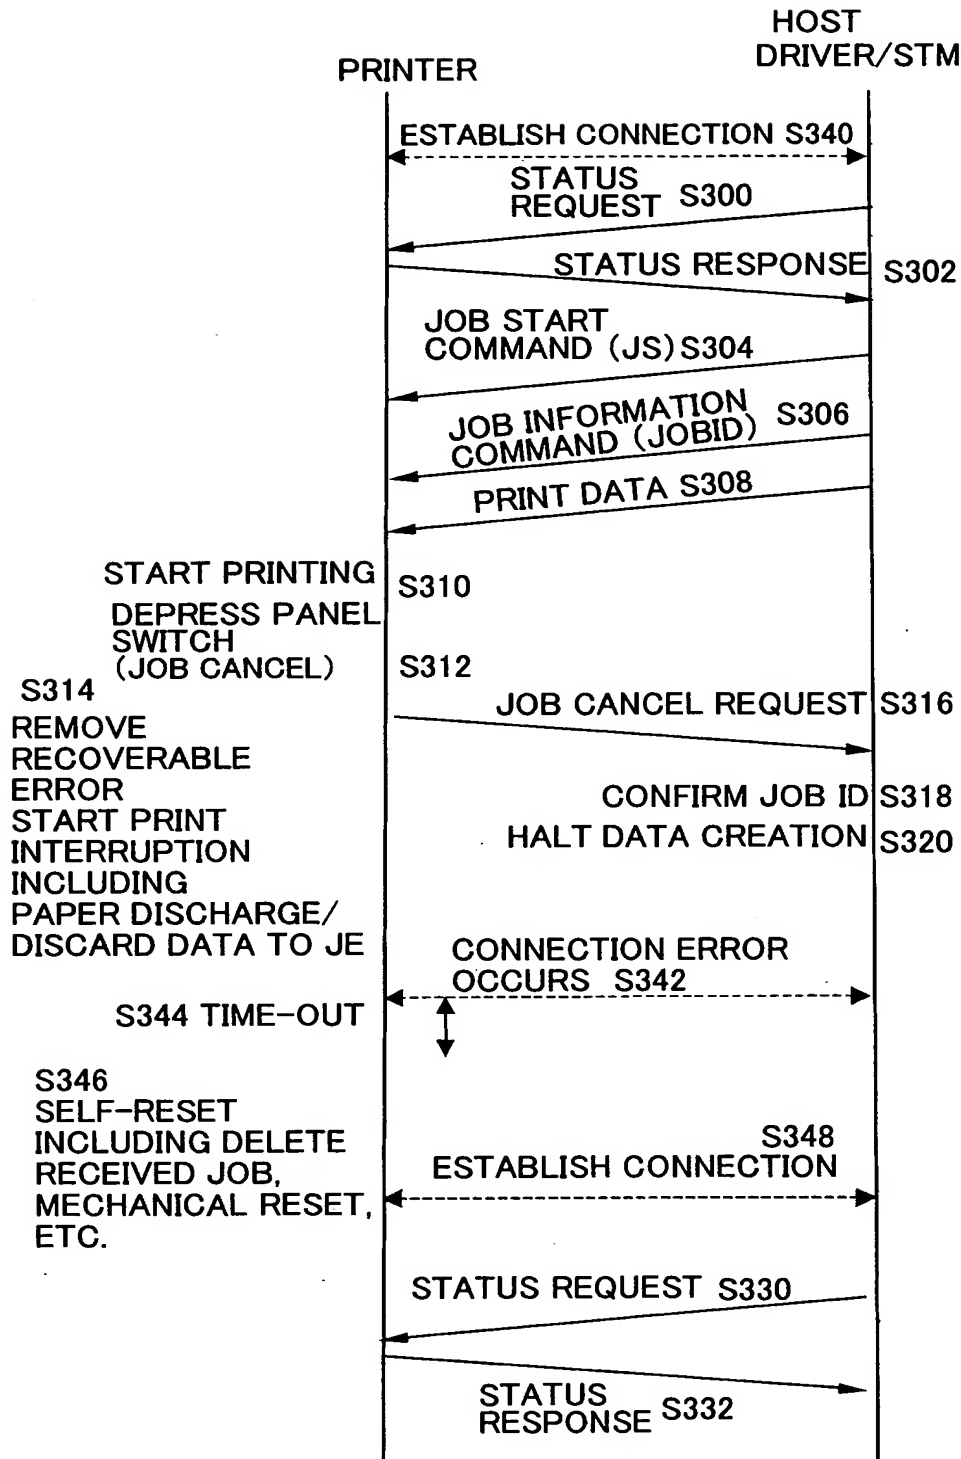 HOST
DRIVER/STM
PRINTER
ESTABLISH CONNECTION S340
STATUS
REQUEST S300
STATUS RESPONSE S302
JOB START
COMMAND (JS) S304
JOB INFORMATION
COMMAND (JOBID) S306
PRINT DATA S308
START PRINTING S310
DEPRESS PANEL
SWITCH
(JOB CANCEL) S312
S314
REMOVE
RECOVERABLE
ERROR
START PRINT
INTERRUPTION
INCLUDING
PAPER DISCHARGE/
DISCARD DATA TO JE
JOB CANCEL REQUEST S316
CONFIRM JOB ID S318
HALT DATA CREATION S320
CONNECTION ERROR
OCCURS S342
S344 TIME-OUT
S346
SELF-RESET
INCLUDING DELETE
RECEIVED JOB,
MECHANICAL RESET,
ETC.
S348
ESTABLISH CONNECTION
STATUS REQUEST S330
STATUS
RESPONSE S332